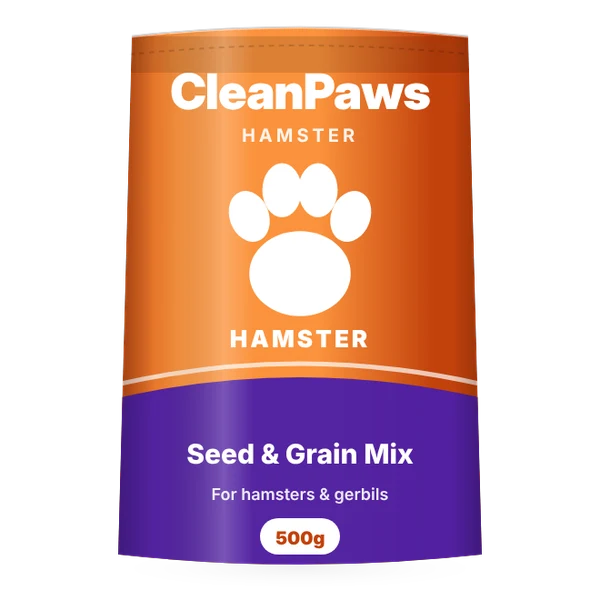 CleanPaws
HAMSTER
HAMSTER
Seed & Grain Mix
For hamsters & gerbils
500g